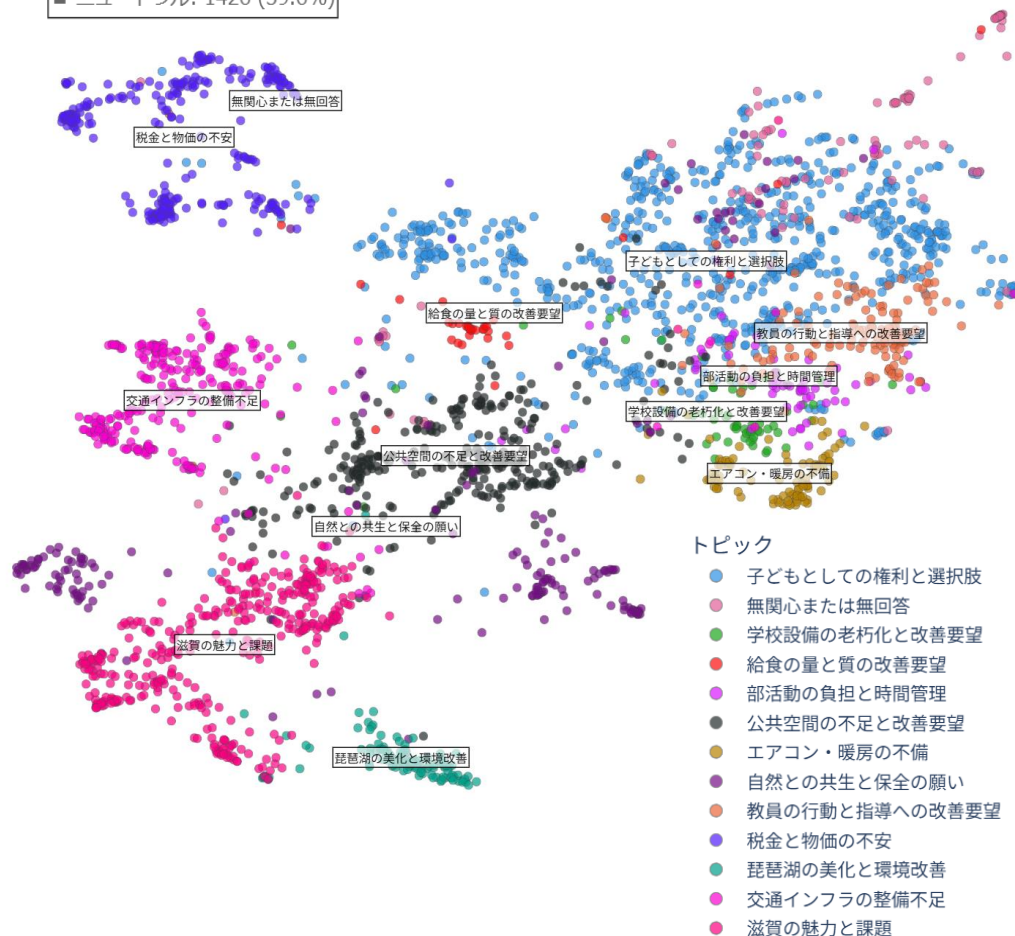 ■ ニュートラル: 1426 (39.6%)
無関心または無回答
税金と物価の不安
子どもとしての権利と選択肢
給食の量と質の改善要望
教員の行動と指導への改善要望
部活動の負担と時間管理
交通インフラの整備不足
学校設備の老朽化と改善要望
公共空間の不足と改善要望
エアコン・暖房の不備
自然との共生と保全の願い
滋賀の魅力と課題
琵琶湖の美化と環境改善
トピック
子どもとしての権利と選択肢
無関心または無回答
学校設備の老朽化と改善要望
給食の量と質の改善要望
部活動の負担と時間管理
公共空間の不足と改善要望
エアコン・暖房の不備
自然との共生と保全の願い
教員の行動と指導への改善要望
税金と物価の不安
琵琶湖の美化と環境改善
交通インフラの整備不足
滋賀の魅力と課題